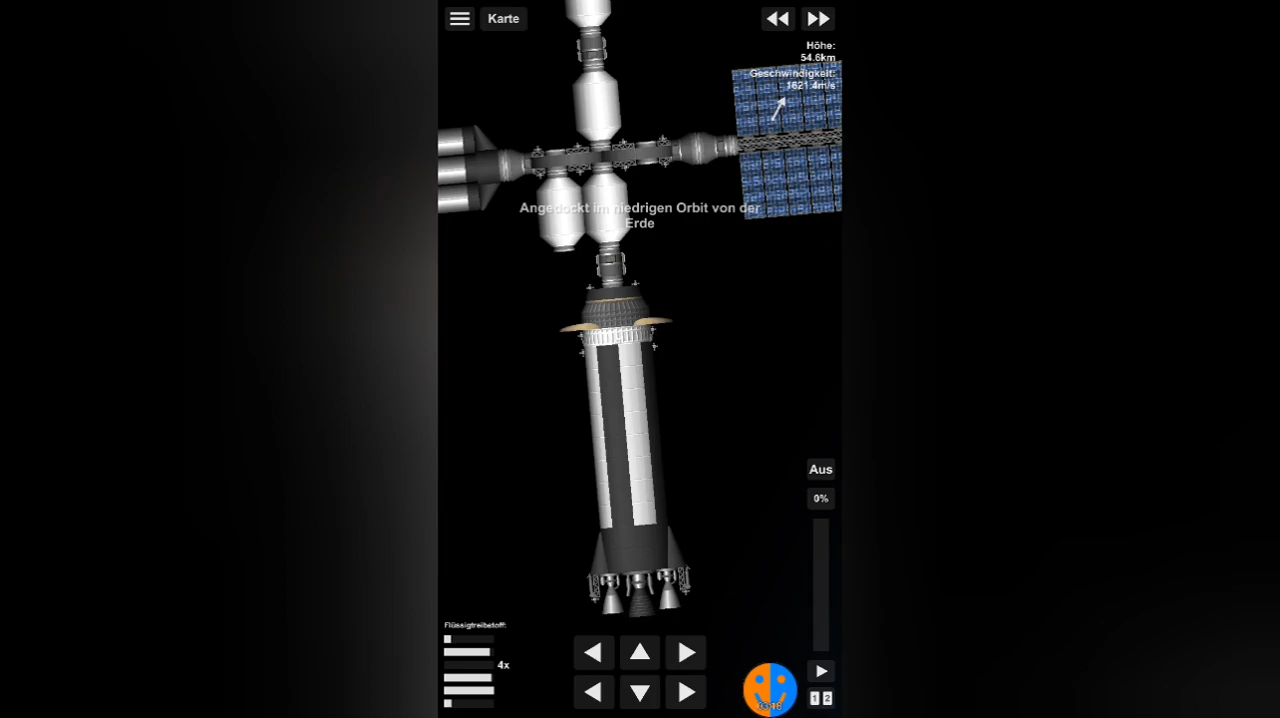 Karte
Höhe:
54.6km
Geschwindigkeit:
1621.4m/s
Angedockt im niedrigen Orbit von der
Erde
Aus
0%
Flüssigtreibstoff:
4x
1 2